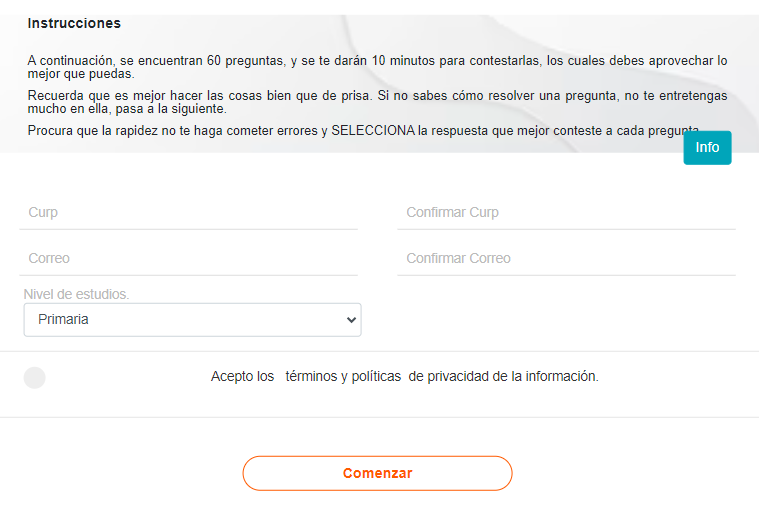 Instrucciones
A continuación, se encuentran 60 preguntas, y se te darán 10 minutos para contestarlas, los cuales debes aprovechar lo
mejor que puedas.
Recuerda que es mejor hacer las cosas bien que de prisa. Si no sabes cómo resolver una pregunta, no te entretengas
mucho en ella, pasa a la siguiente.
Procura que la rapidez no te haga cometer errores y SELECCIONA la respuesta que mejor conteste a cada pregunta
Info
Curp
Confirmar Curp
Correo
Confirmar Correo
Nivel de estudios.
Primaria
Acepto los términos y políticas de privacidad de la información.
Comenzar